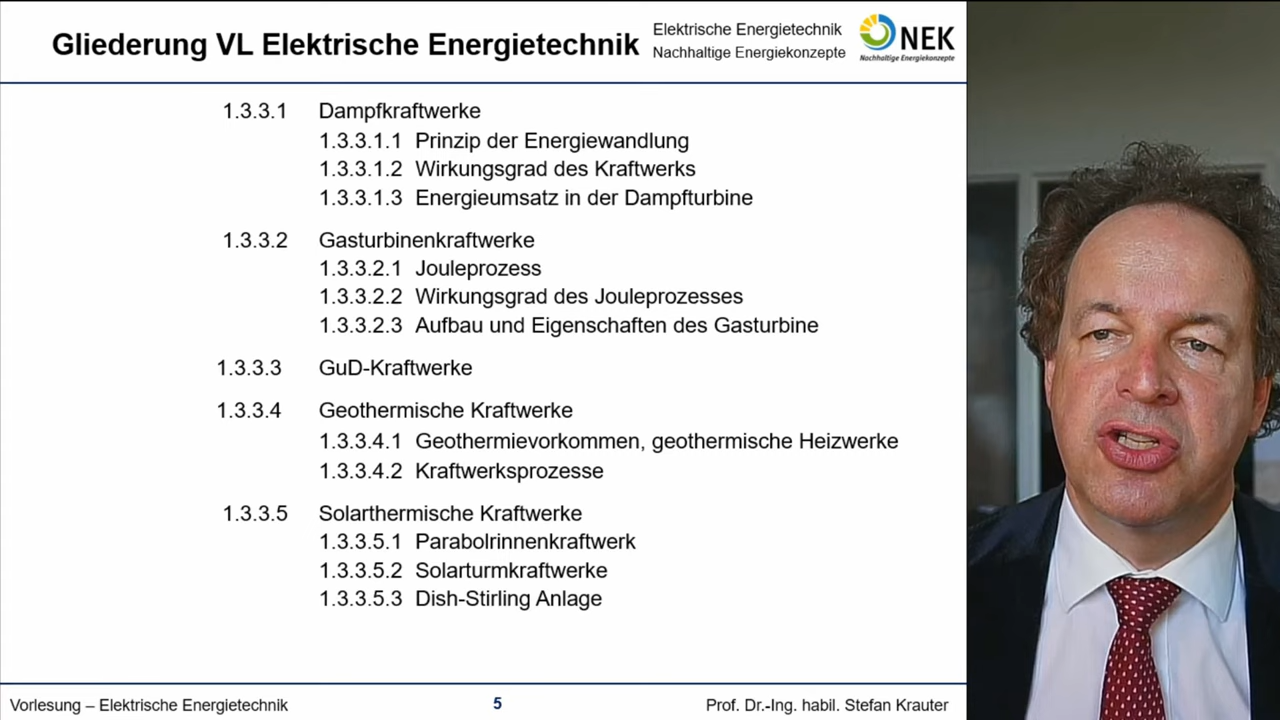 Gliederung VL Elektrische Energietechnik
Elektrische Energietechnik
Nachhaltige Energiekonzepte
NEK
Nachhaltige Energiekonzepte
1.3.3.1 Dampfkraftwerke
1.3.3.1.1 Prinzip der Energiewandlung
1.3.3.1.2 Wirkungsgrad des Kraftwerks
1.3.3.1.3 Energieumsatz in der Dampfturbine
1.3.3.2 Gasturbinenkraftwerke
1.3.3.2.1 Jouleprozess
1.3.3.2.2 Wirkungsgrad des Jouleprozesses
1.3.3.2.3 Aufbau und Eigenschaften des Gasturbine
1.3.3.3 GuD-Kraftwerke
1.3.3.4 Geothermische Kraftwerke
1.3.3.4.1 Geothermievorkommen, geothermische Heizwerke
1.3.3.4.2 Kraftwerksprozesse
1.3.3.5 Solarthermische Kraftwerke
1.3.3.5.1 Parabolrinnenkraftwerk
1.3.3.5.2 Solarturmkraftwerke
1.3.3.5.3 Dish-Stirling Anlage
Vorlesung – Elektrische Energietechnik
5
Prof. Dr.-Ing. habil. Stefan Krauter